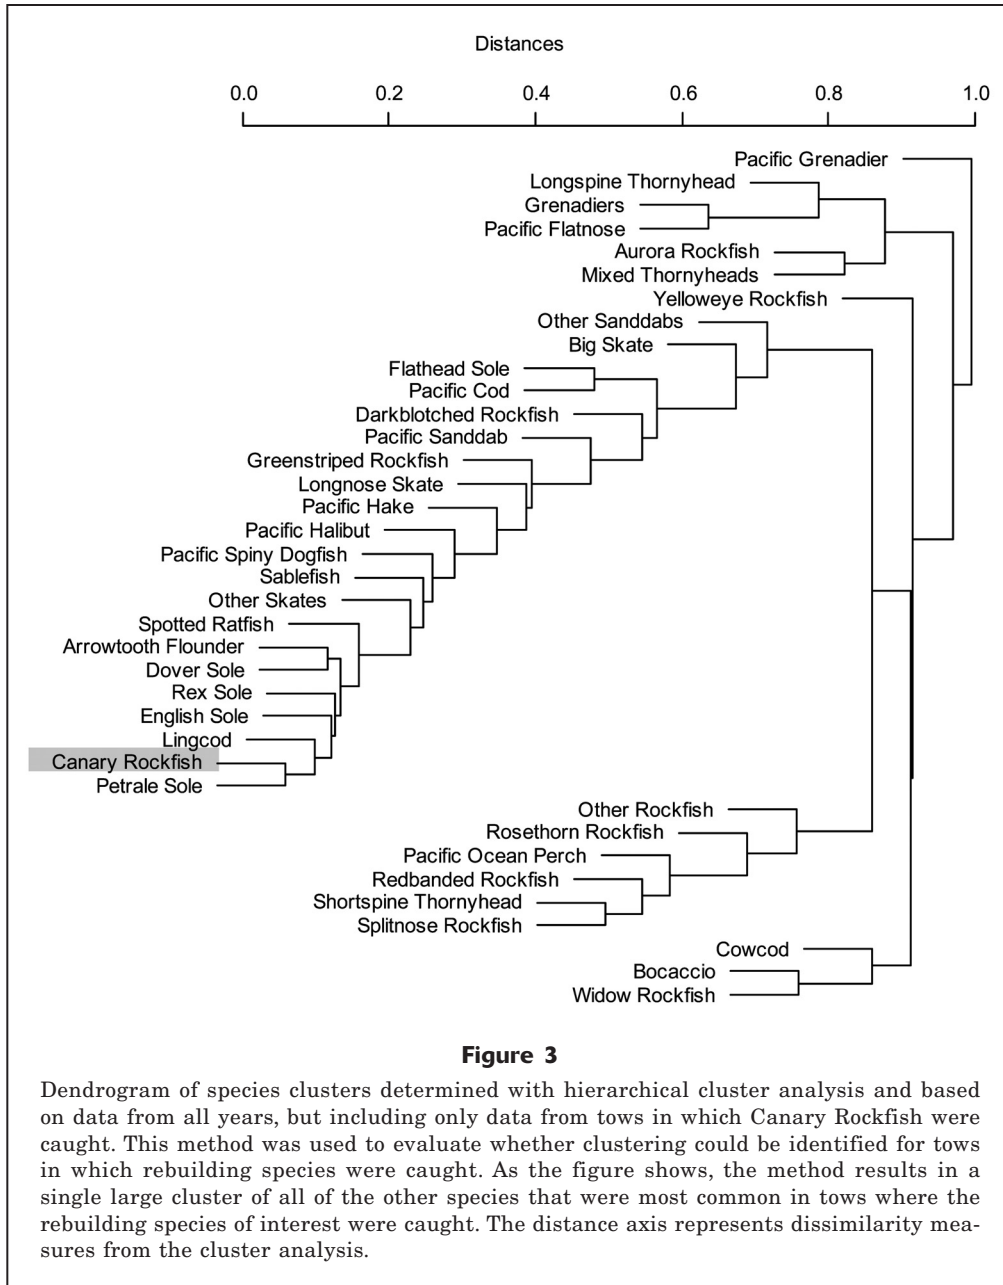 Distances
0.0 0.2 0.4 0.6 0.8 1.0
Pacific Grenadier
Longspine Thornyhead
Grenadiers
Pacific Flatnose
Aurora Rockfish
Mixed Thornyheads
Yelloweye Rockfish
Other Sanddabs
Big Skate
Flathead Sole
Pacific Cod
Darkblotched Rockfish
Pacific Sanddab
Greenstriped Rockfish
Longnose Skate
Pacific Hake
Pacific Halibut
Pacific Spiny Dogfish
Sablefish
Other Skates
Spotted Ratfish
Arrowtooth Flounder
Dover Sole
Rex Sole
English Sole
Lingcod
Canary Rockfish
Petrale Sole
Other Rockfish
Rosethorn Rockfish
Pacific Ocean Perch
Redbanded Rockfish
Shortspine Thornyhead
Splitnose Rockfish
Cowcod
Bocaccio
Widow Rockfish
Figure 3
Dendrogram of species clusters determined with hierarchical cluster analysis and based
on data from all years, but including only data from tows in which Canary Rockfish were
caught. This method was used to evaluate whether clustering could be identified for tows
in which rebuilding species were caught. As the figure shows, the method results in a
single large cluster of all of the other species that were most common in tows where the
rebuilding species of interest were caught. The distance axis represents dissimilarity mea-
sures from the cluster analysis.